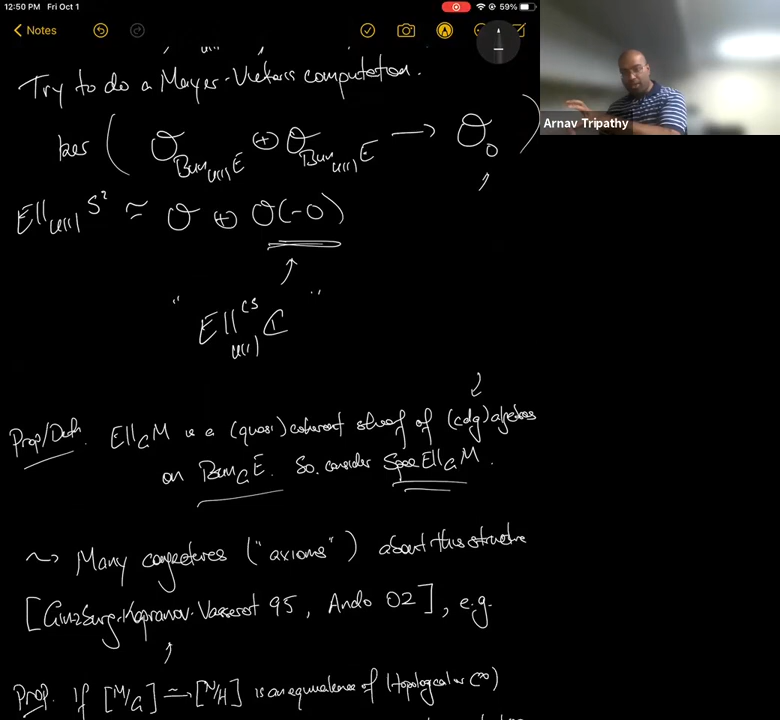 12:50 PM Fri Oct 1
59%
Notes
Try to do a Mayer-Vietoris computation.
ker ( O_{Bun_{U(1)} E} ⊕ O_{Bun_{U(1)} E} → O_0 )
Ell_{U(1)} S² ≃ O ⊕ O(-0)
" Ell^{cs}_{U(1)} C "
Prop/Defn. Ell_G M is a (quasi)coherent sheaf of (cdg) algebras
on Bun_G E. So consider Spec Ell_G M.
~> Many conjectures ("axioms") about this structure
[Ginzburg-Kapranov-Vasserot 95, Ando 02], e.g.
Prop. If [M/G] ≃→ [N/H] is an equivalence of (topological or C^∞)
Arnav Tripathy